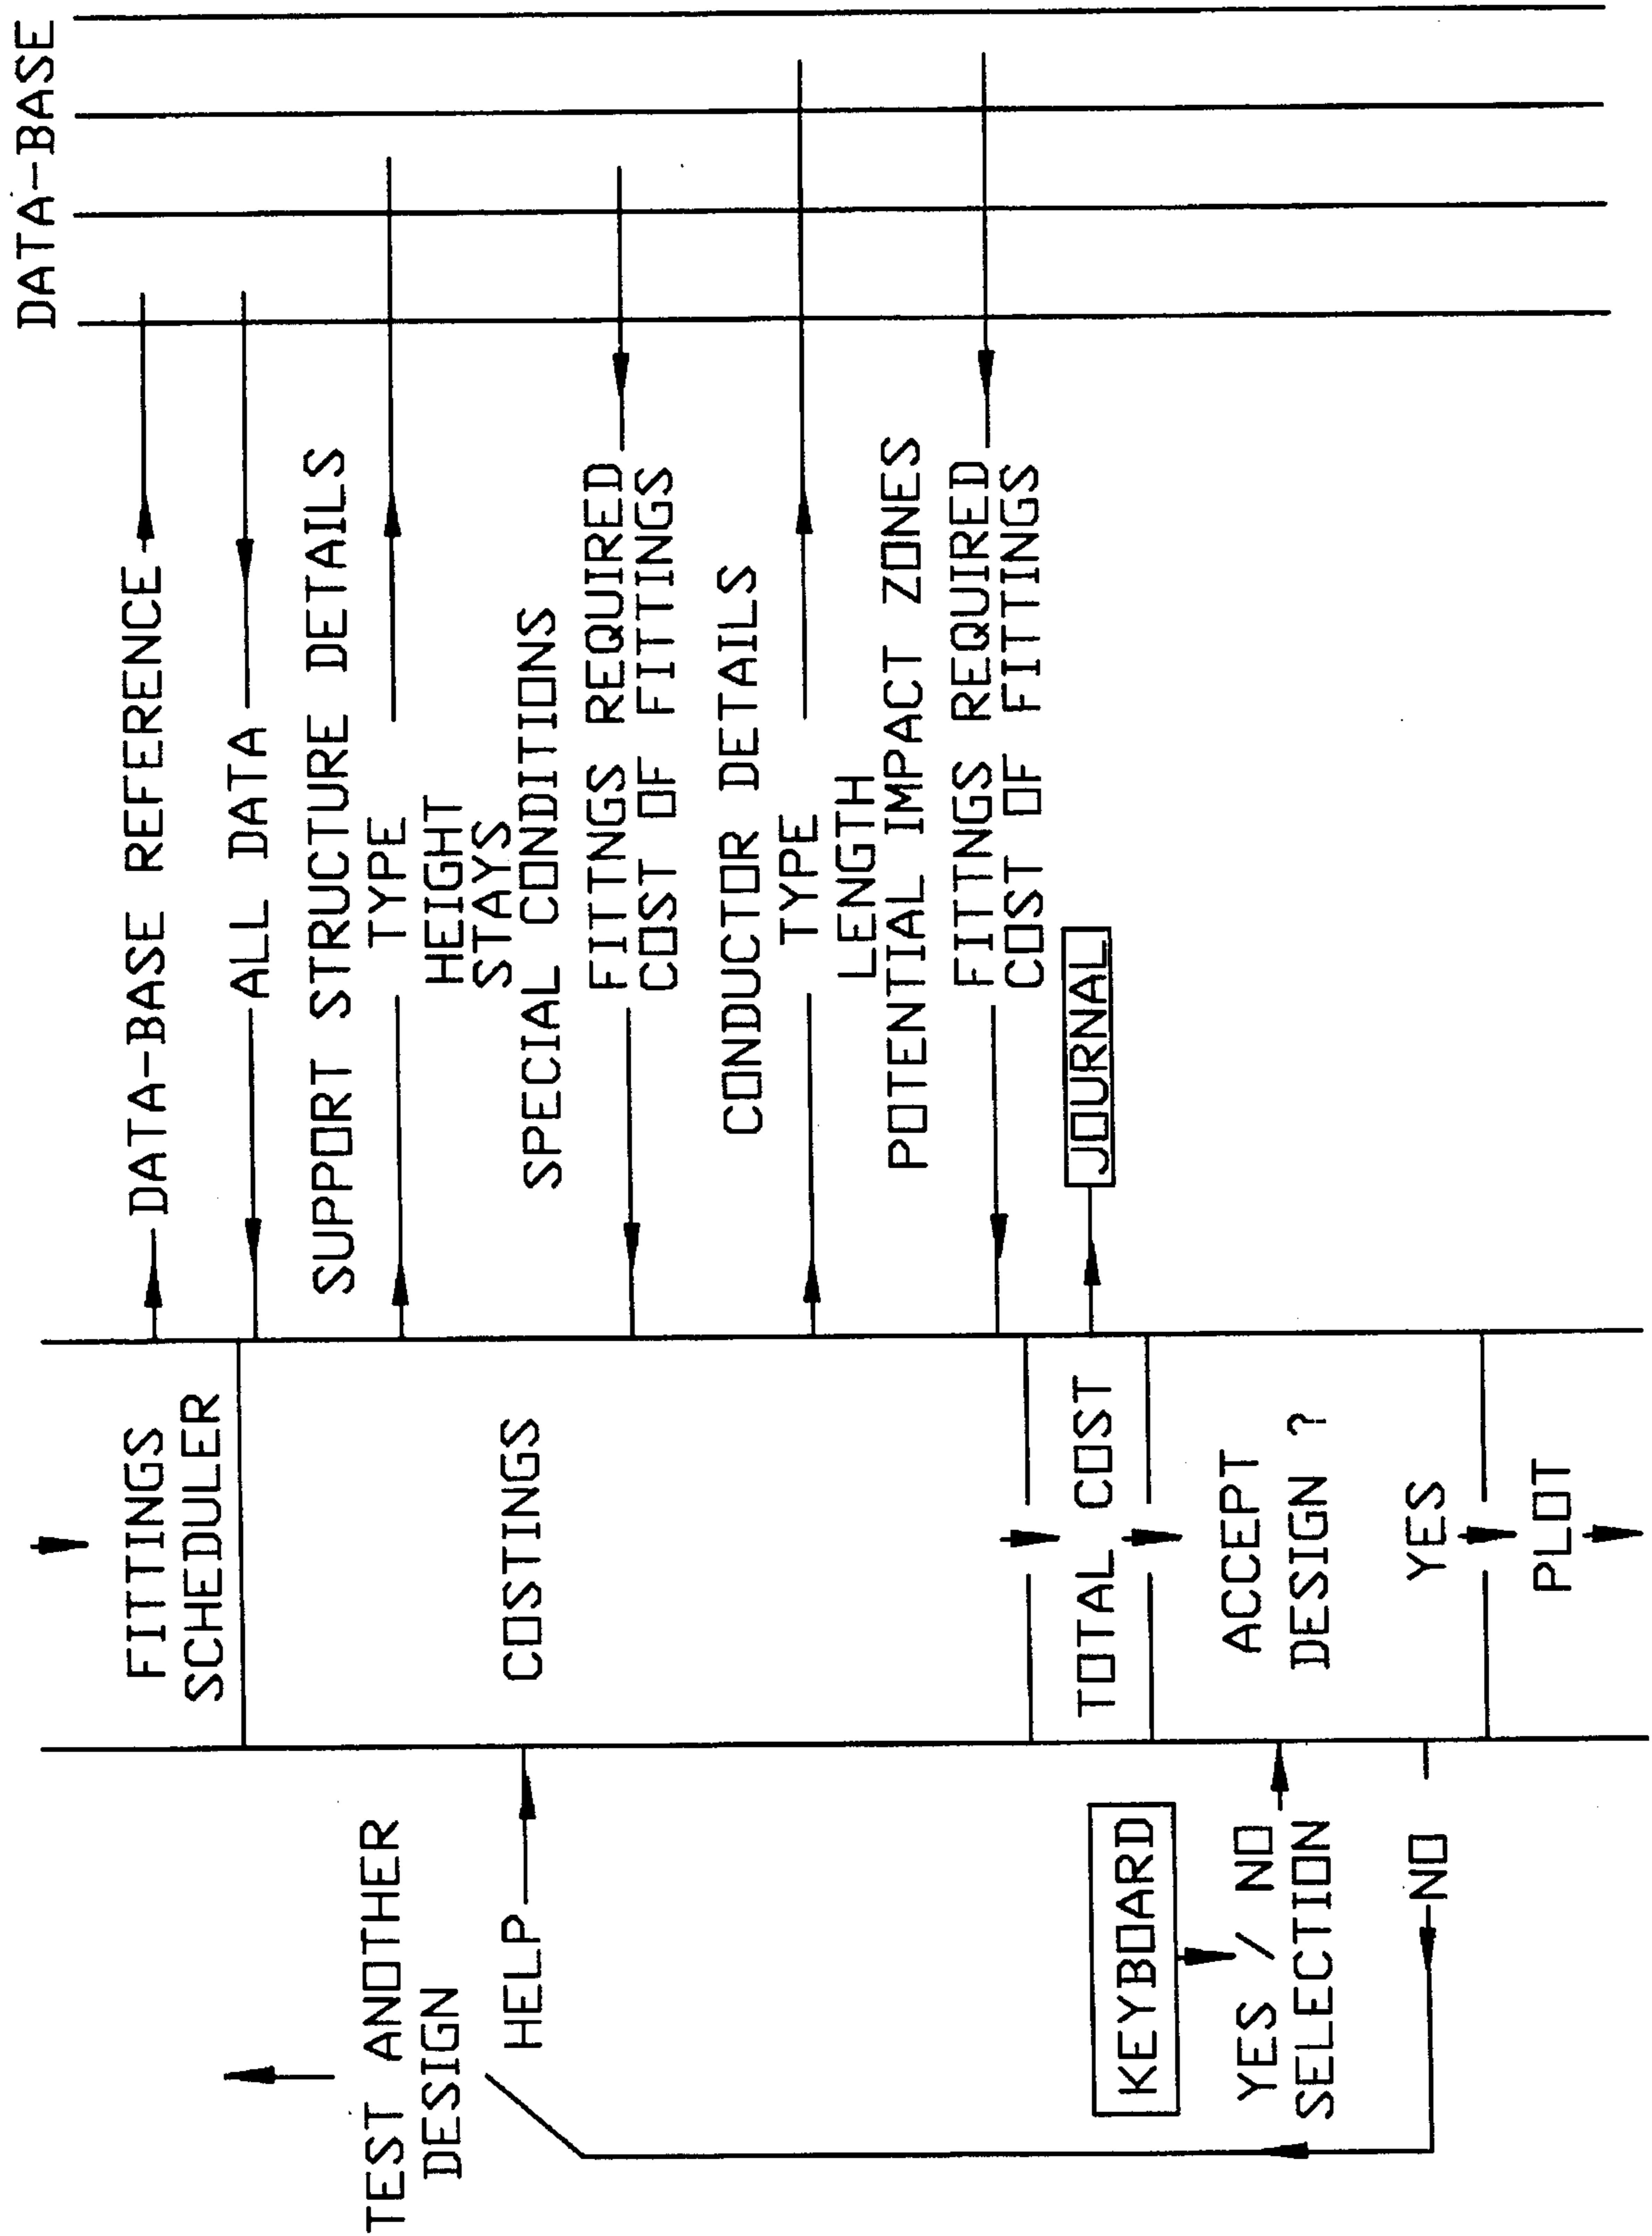 TEST ANOTHER
DESIGN
HELP
KEYBOARD
YES / NO
SELECTION
NO
FITTINGS
SCHEDULER
COSTINGS
TOTAL COST
ACCEPT
DESIGN ?
YES
PLOT
DATA-BASE REFERENCE
ALL DATA
SUPPORT STRUCTURE DETAILS
TYPE
HEIGHT
STAYS
SPECIAL CONDITIONS
FITTNGS REQUIRED
COST OF FITTINGS
CONDUCTOR DETAILS
TYPE
LENGTH
POTENTIAL IMPACT ZONES
FITTNGS REQUIRED
COST OF FITTINGS
JOURNAL
DATA-BASE